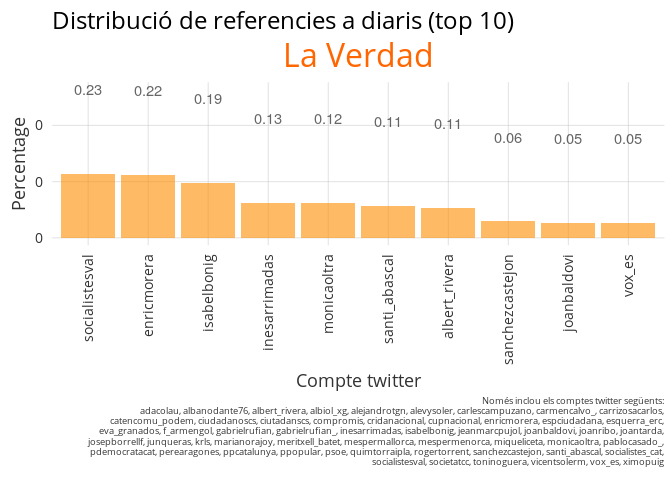 Distribució de referencies a diaris (top 10)
La Verdad
0.23 0.22 0.19 0.13 0.12 0.11 0.11 0.06 0.05 0.05
Percentage
0
0
0
socialistesval enricmorera isabelbonig inesarrimadas monicaoltra santi_abascal albert_rivera sanchezcastejon joanbaldovi vox_es
Compte twitter
Només inclou els comptes twitter següents:
adacolau, albanodante76, albert_rivera, albiol_xg, alejandrotgn, alevysoler, carlescampuzano, carmencalvo_, carrizosacarlos,
catencomu_podem, ciudadanoscs, ciutadanscs, compromis, cridanacional, cupnacional, enricmorera, espciudadana, esquerra_erc,
eva_granados, f_armengol, gabrielrufian, gabrielrufian_, inesarrimadas, isabelbonig, jeanmarcpujol, joanbaldovi, joanribo, joantarda,
josepborrellf, junqueras, krls, marianorajoy, meritxell_batet, mespermallorca, mespermenorca, miqueliceta, monicaoltra, pablocasado_,
pdemocratacat, perearagones, ppcatalunya, ppopular, psoe, quimtorraipla, rogertorrent, sanchezcastejon, santi_abascal, socialistes_cat,
socialistesval, societatcc, toninoguera, vicentsolerm, vox_es, ximopuig